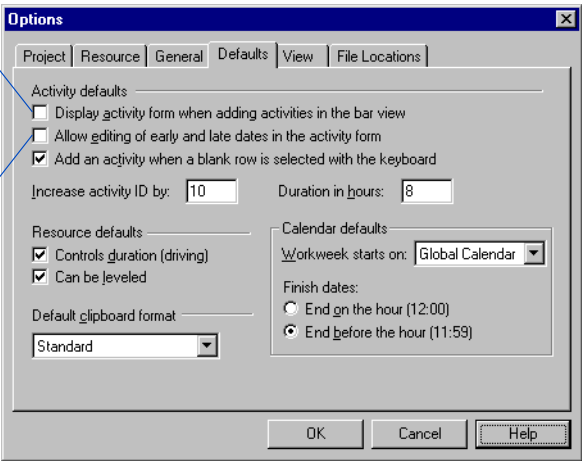 Options
Project Resource General Defaults View File Locations
Activity defaults
Display activity form when adding activities in the bar view
Allow editing of early and late dates in the activity form
Add an activity when a blank row is selected with the keyboard
Increase activity ID by: 10 Duration in hours: 8
Resource defaults
Controls duration (driving)
Can be leveled
Default clipboard format
Standard
Calendar defaults
Workweek starts on: Global Calendar
Finish dates:
End on the hour (12:00)
End before the hour (11:59)
OK Cancel Help